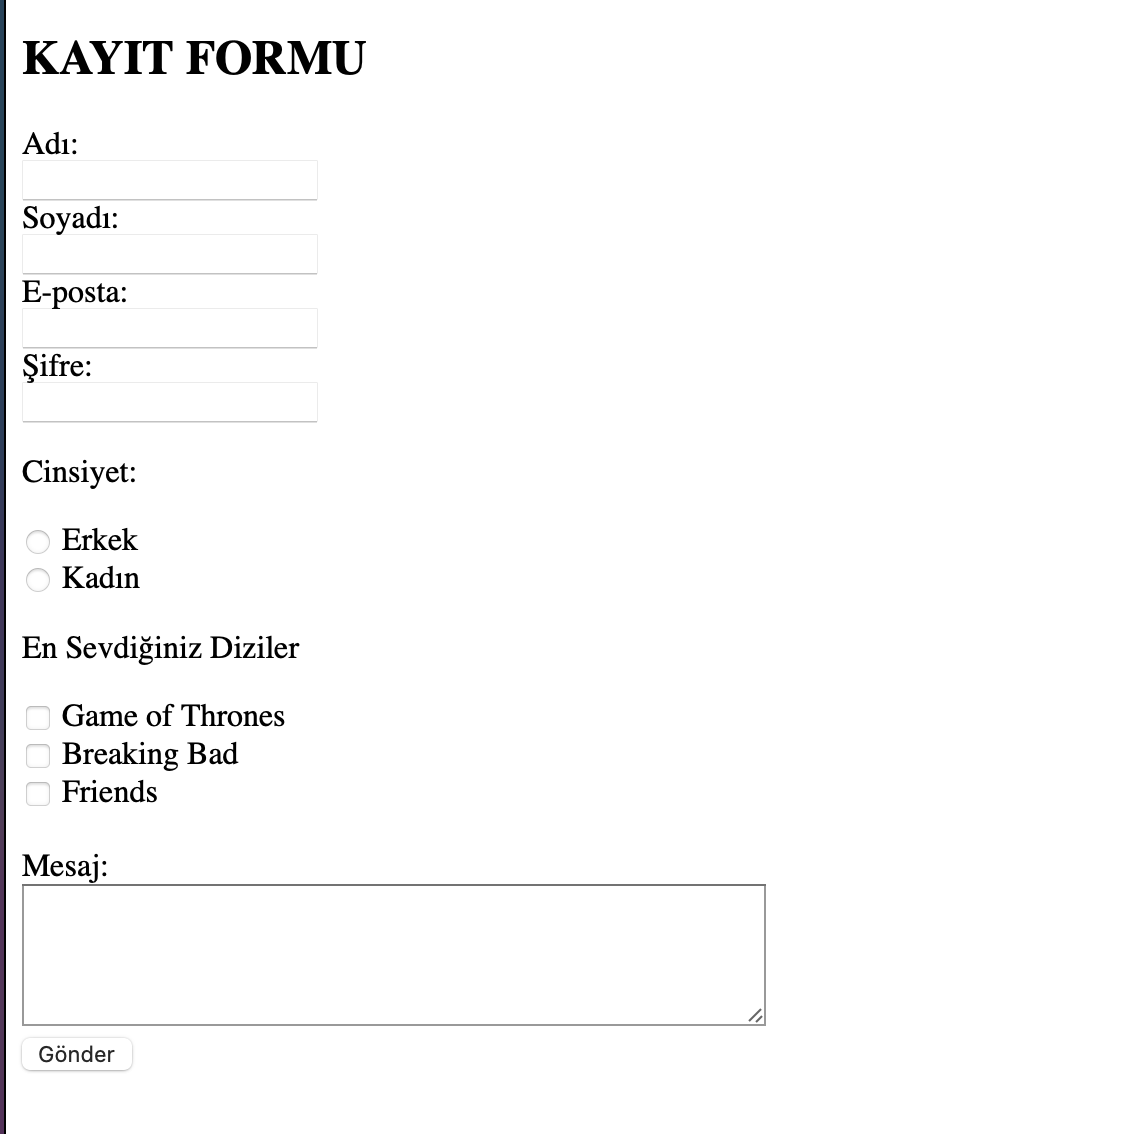 KAYIT FORMU
Adı:
Soyadı:
E-posta:
Şifre:
Cinsiyet:
Erkek
Kadın
En Sevdiğiniz Diziler
Game of Thrones
Breaking Bad
Friends
Mesaj:
Gönder